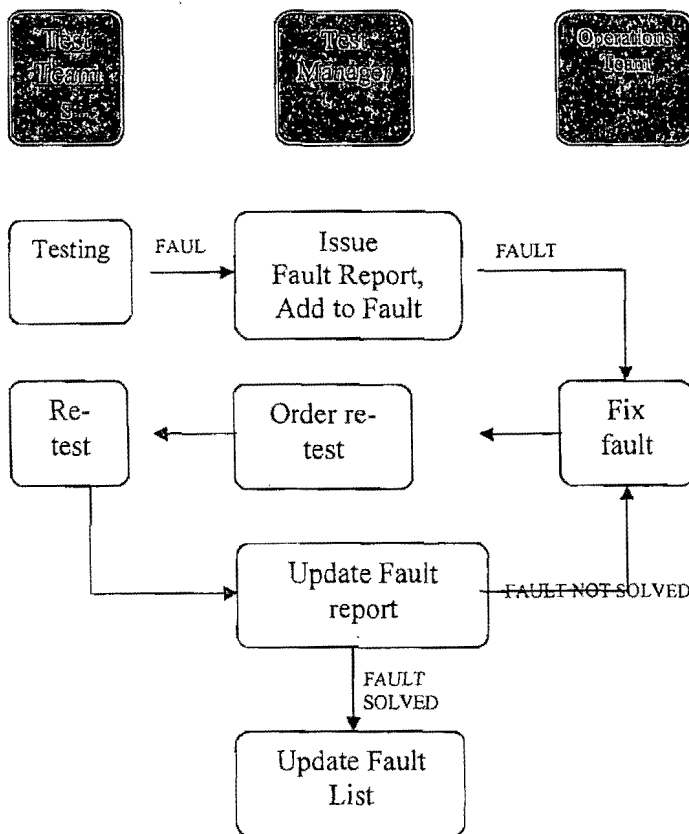 Test
Team
s
Test
Manager
Operations
Team
Testing
FAUL
Issue
Fault Report,
Add to Fault
FAULT
Re-
test
Order re-
test
Fix
fault
Update Fault
report
FAULT NOT SOLVED
FAULT
SOLVED
Update Fault
List